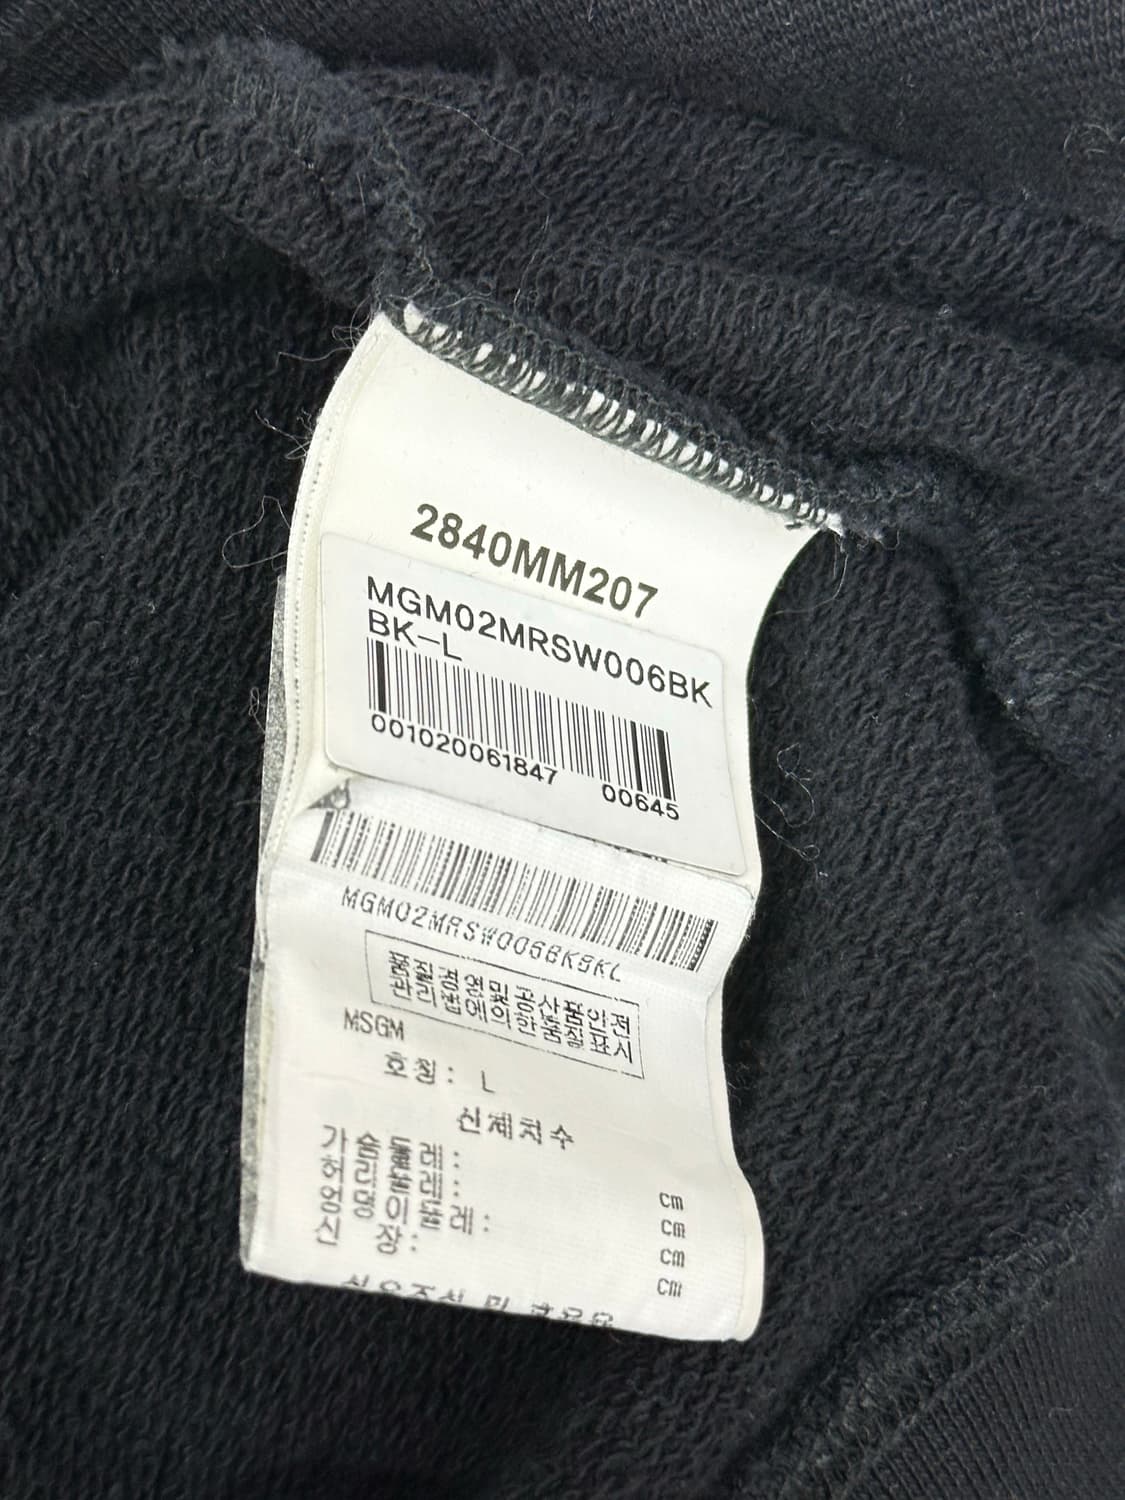 2840MM207
MGM02MRSW006BK
BK-L
001020061847 00645
MGM02MRSW006BKBKL
품질경영및공산품안전
관리법에의한품질표시
MSGM
호칭: L
신체치수
가슴둘레: cm
허리둘레: cm
엉덩이둘레: cm
신 장: cm